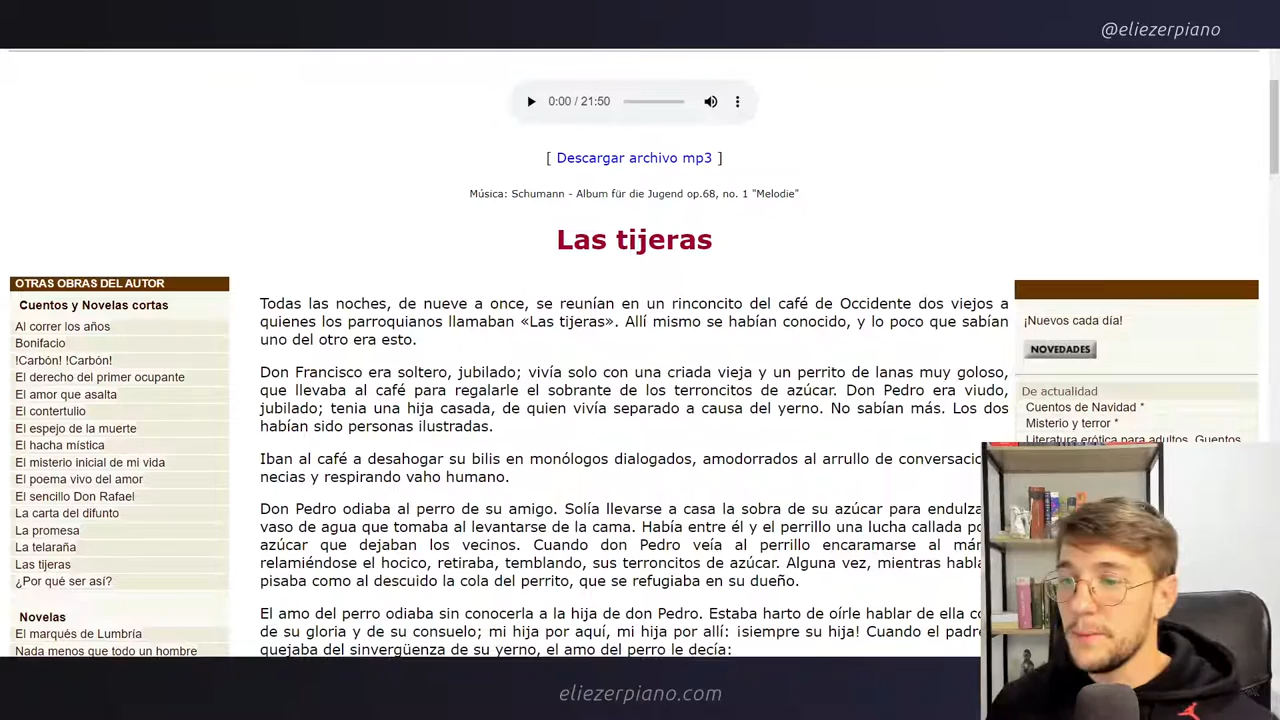 @eliezerpiano
0:00 / 21:50
[ Descargar archivo mp3 ]
Música: Schumann - Album für die Jugend op.68, no. 1 "Melodie"
Las tijeras
OTRAS OBRAS DEL AUTOR
Cuentos y Novelas cortas
Al correr los años
Bonifacio
!Carbón! !Carbón!
El derecho del primer ocupante
El amor que asalta
El contertulio
El espejo de la muerte
El hacha mística
El misterio inicial de mi vida
El poema vivo del amor
El sencillo Don Rafael
La carta del difunto
La promesa
La telaraña
Las tijeras
¿Por qué ser así?
Novelas
El marqués de Lumbría
Nada menos que todo un hombre
Todas las noches, de nueve a once, se reunían en un rinconcito del café de Occidente dos viejos a
quienes los parroquianos llamaban «Las tijeras». Allí mismo se habían conocido, y lo poco que sabían
uno del otro era esto.
Don Francisco era soltero, jubilado; vivía solo con una criada vieja y un perrito de lanas muy goloso,
que llevaba al café para regalarle el sobrante de los terroncitos de azúcar. Don Pedro era viudo,
jubilado; tenia una hija casada, de quien vivía separado a causa del yerno. No sabían más. Los dos
habían sido personas ilustradas.
Iban al café a desahogar su bilis en monólogos dialogados, amodorrados al arrullo de
necias y respirando vaho humano.
Don Pedro odiaba al perro de su amigo. Solía llevarse a casa la sobra de su azúcar para
vaso de agua que tomaba al levantarse de la cama. Había entre él y el perrillo una lucha callada
azúcar que dejaban los vecinos. Cuando don Pedro veía al perrillo encaramarse al
relamiéndose el hocico, retiraba, temblando, sus terroncitos de azúcar. Alguna vez, mientras
pisaba como al descuido la cola del perrito, que se refugiaba en su dueño.
El amo del perro odiaba sin conocerla a la hija de don Pedro. Estaba harto de oírle hablar de ella
de su gloria y de su consuelo; mi hija por aquí, mi hija por allí: ¡siempre su hija! Cuando el
quejaba del sinvergüenza de su yerno, el amo del perro le decía:
¡Nuevos cada día!
NOVEDADES
De actualidad
Cuentos de Navidad *
Misterio y terror *
Literatura erótica para adultos, Cuentos
eliezerpiano.com